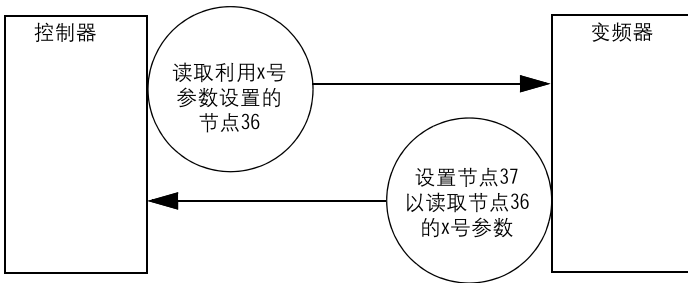 控制器
变频器
读取利用x号
参数设置的
节点36
设置节点37
以读取节点36
的x号参数